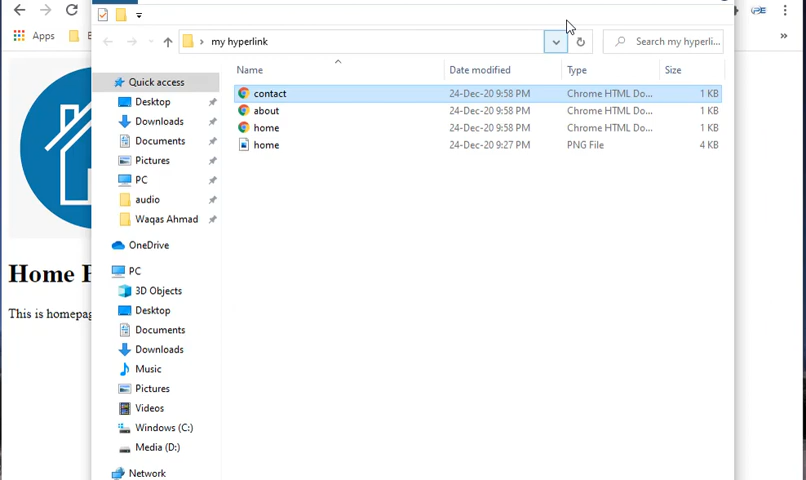 my hyperlink
Search my hyperli...
Apps
Name
Date modified
Type
Size
Quick access
contact
24-Dec-20 9:58 PM
Chrome HTML Do...
1 KB
Desktop
about
24-Dec-20 9:58 PM
Chrome HTML Do...
1 KB
Downloads
home
24-Dec-20 9:58 PM
Chrome HTML Do...
1 KB
Documents
home
24-Dec-20 9:27 PM
PNG File
4 KB
Pictures
PC
audio
Waqas Ahmad
OneDrive
PC
3D Objects
Desktop
Documents
Downloads
Music
Pictures
Videos
Windows (C:)
Media (D:)
Network
Home
This is homepag